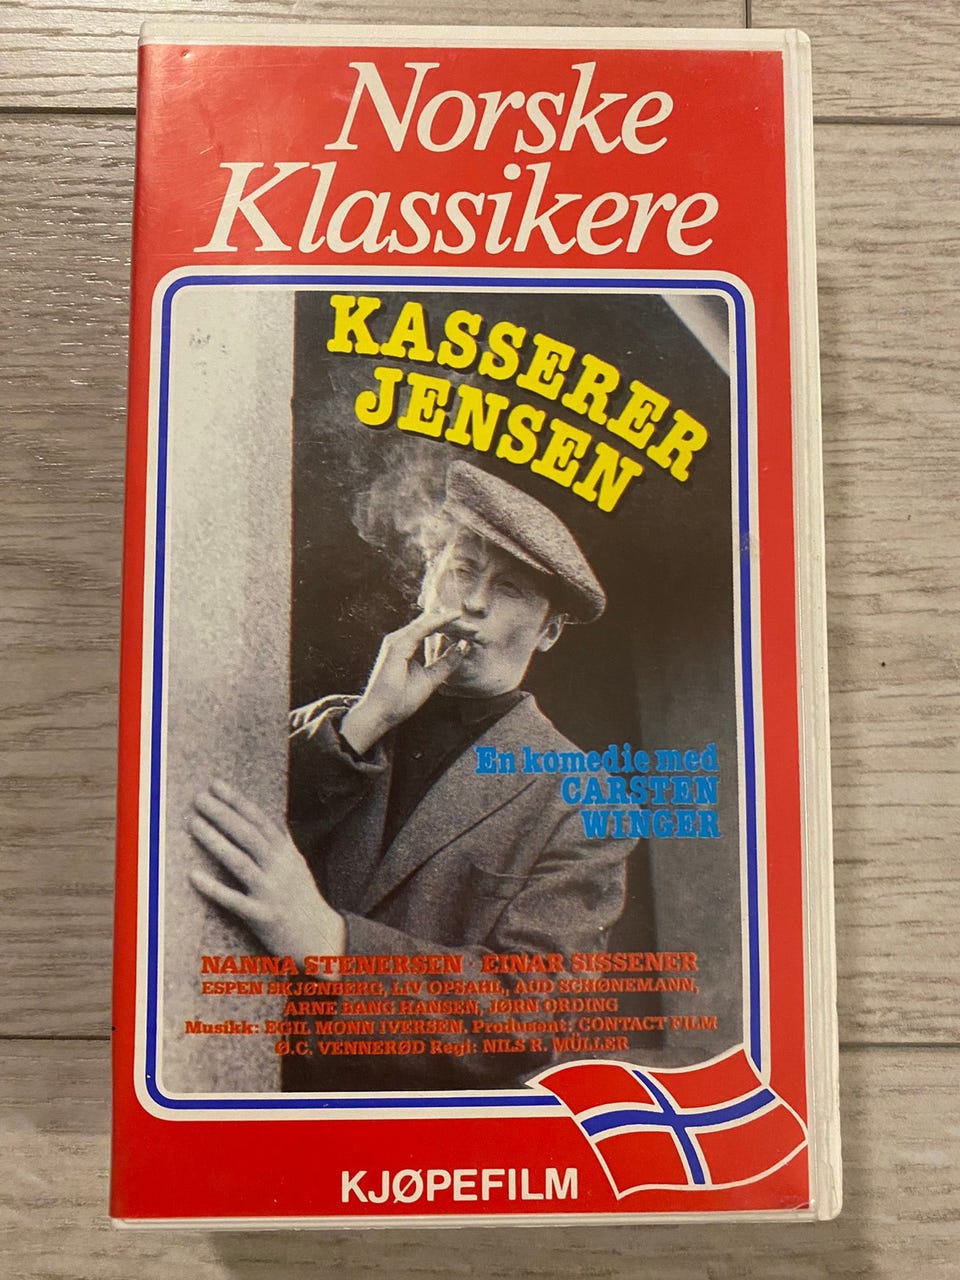 Norske
Klassikere
KASSERER
JENSEN
En komedie med
CARSTEN
WINGER
NANNA STENERSEN · EINAR SISSENER
ESPEN SKJØNBERG, LIV OPSAHL, AUD SCHØNEMANN,
ARNE BANG HANSEN, JØRN ORDING
Musikk: EGIL MONN IVERSEN, Produsent: CONTACT FILM
Ø.C. VENNERØD Regi: NILS R. MÜLLER
KJØPEFILM